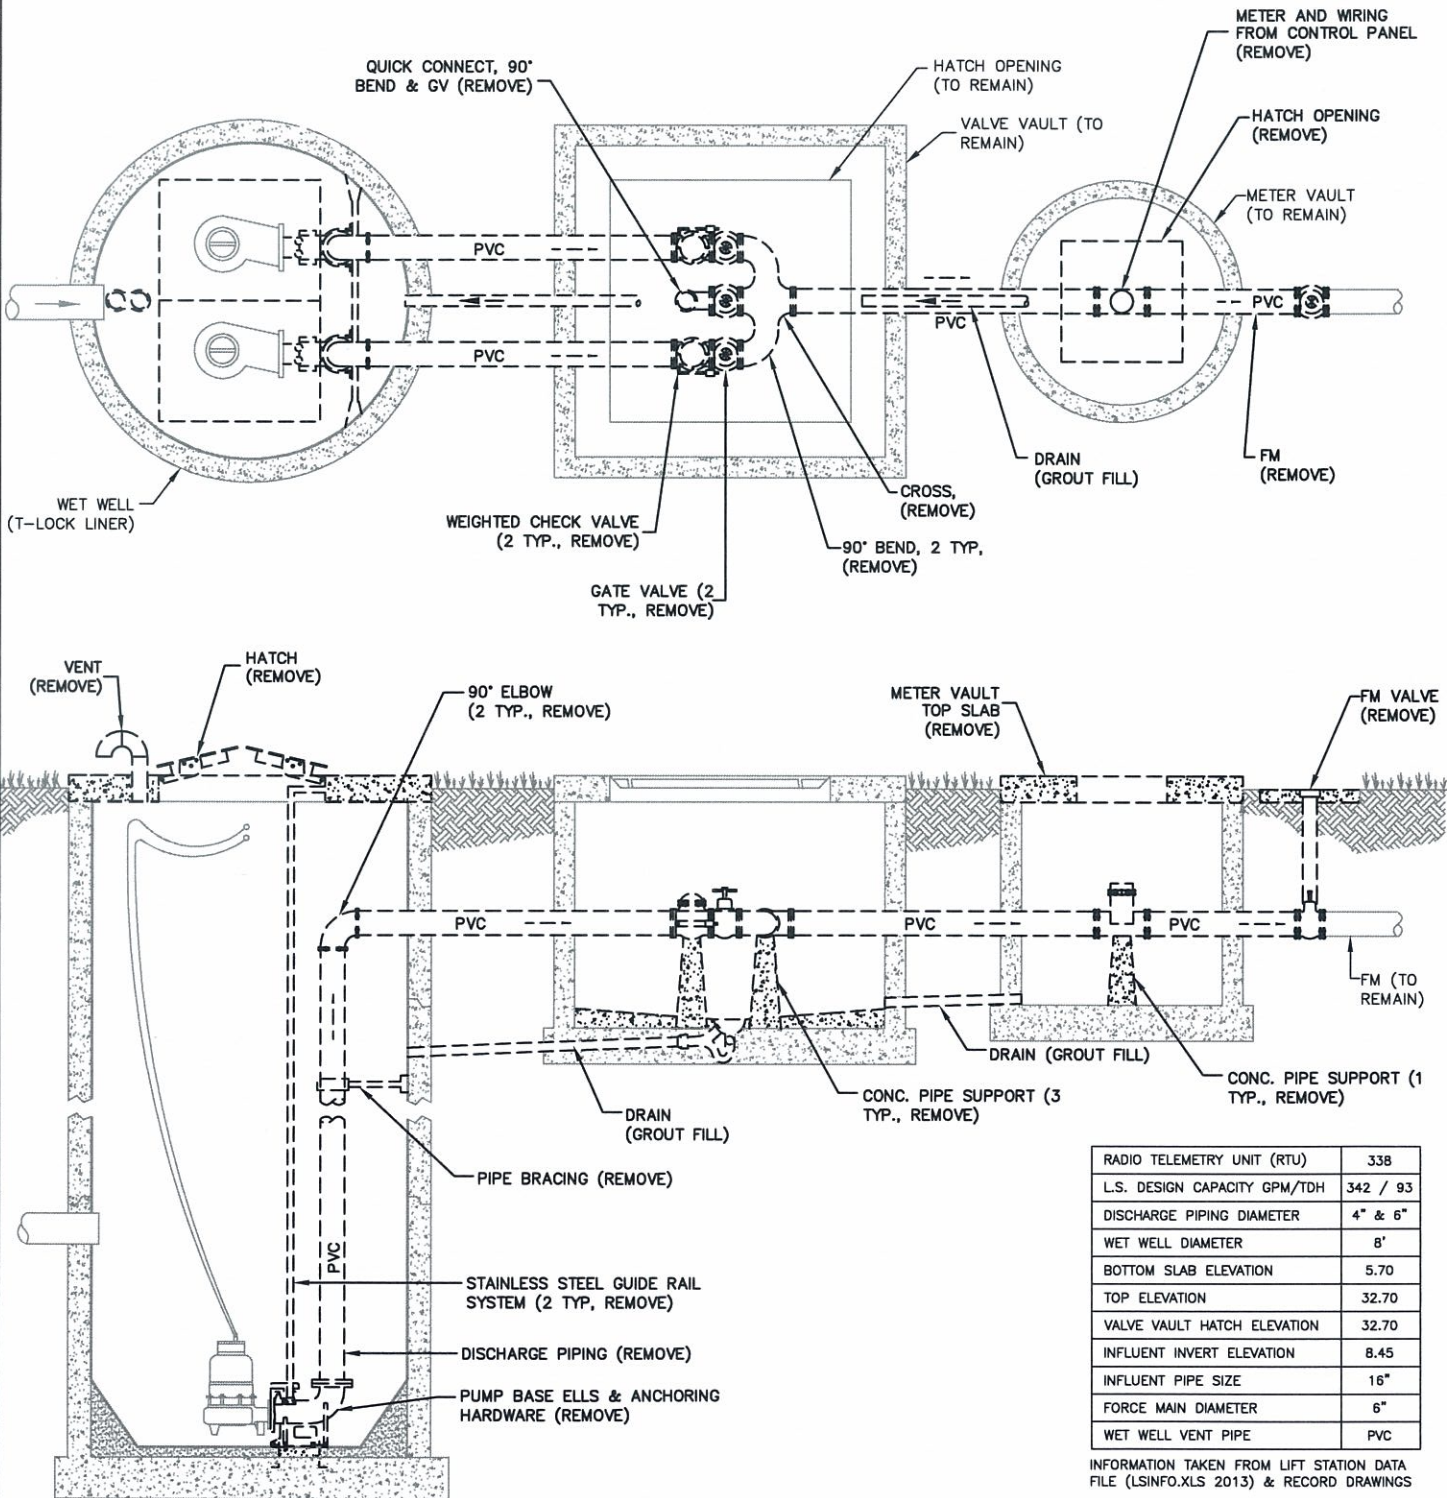 METER AND WIRING
FROM CONTROL PANEL
(REMOVE)
QUICK CONNECT, 90°
BEND & GV (REMOVE)
HATCH OPENING
(TO REMAIN)
VALVE VAULT (TO
REMAIN)
HATCH OPENING
(REMOVE)
METER VAULT
(TO REMAIN)
PVC
PVC
PVC
PVC
WET WELL
(T-LOCK LINER)
WEIGHTED CHECK VALVE
(2 TYP., REMOVE)
GATE VALVE (2
TYP., REMOVE)
CROSS,
(REMOVE)
90° BEND, 2 TYP,
(REMOVE)
DRAIN
(GROUT FILL)
FM
(REMOVE)
VENT
(REMOVE)
HATCH
(REMOVE)
90° ELBOW
(2 TYP., REMOVE)
METER VAULT
TOP SLAB
(REMOVE)
FM VALVE
(REMOVE)
PVC
PVC
PVC
FM (TO
REMAIN)
DRAIN (GROUT FILL)
CONC. PIPE SUPPORT (3
TYP., REMOVE)
CONC. PIPE SUPPORT (1
TYP., REMOVE)
DRAIN
(GROUT FILL)
PIPE BRACING (REMOVE)
PVC
STAINLESS STEEL GUIDE RAIL
SYSTEM (2 TYP, REMOVE)
DISCHARGE PIPING (REMOVE)
PUMP BASE ELLS & ANCHORING
HARDWARE (REMOVE)
RADIO TELEMETRY UNIT (RTU) 338
L.S. DESIGN CAPACITY GPM/TDH 342 / 93
DISCHARGE PIPING DIAMETER 4" & 6"
WET WELL DIAMETER 8'
BOTTOM SLAB ELEVATION 5.70
TOP ELEVATION 32.70
VALVE VAULT HATCH ELEVATION 32.70
INFLUENT INVERT ELEVATION 8.45
INFLUENT PIPE SIZE 16"
FORCE MAIN DIAMETER 6"
WET WELL VENT PIPE PVC
INFORMATION TAKEN FROM LIFT STATION DATA
FILE (LSINFO.XLS 2013) & RECORD DRAWINGS